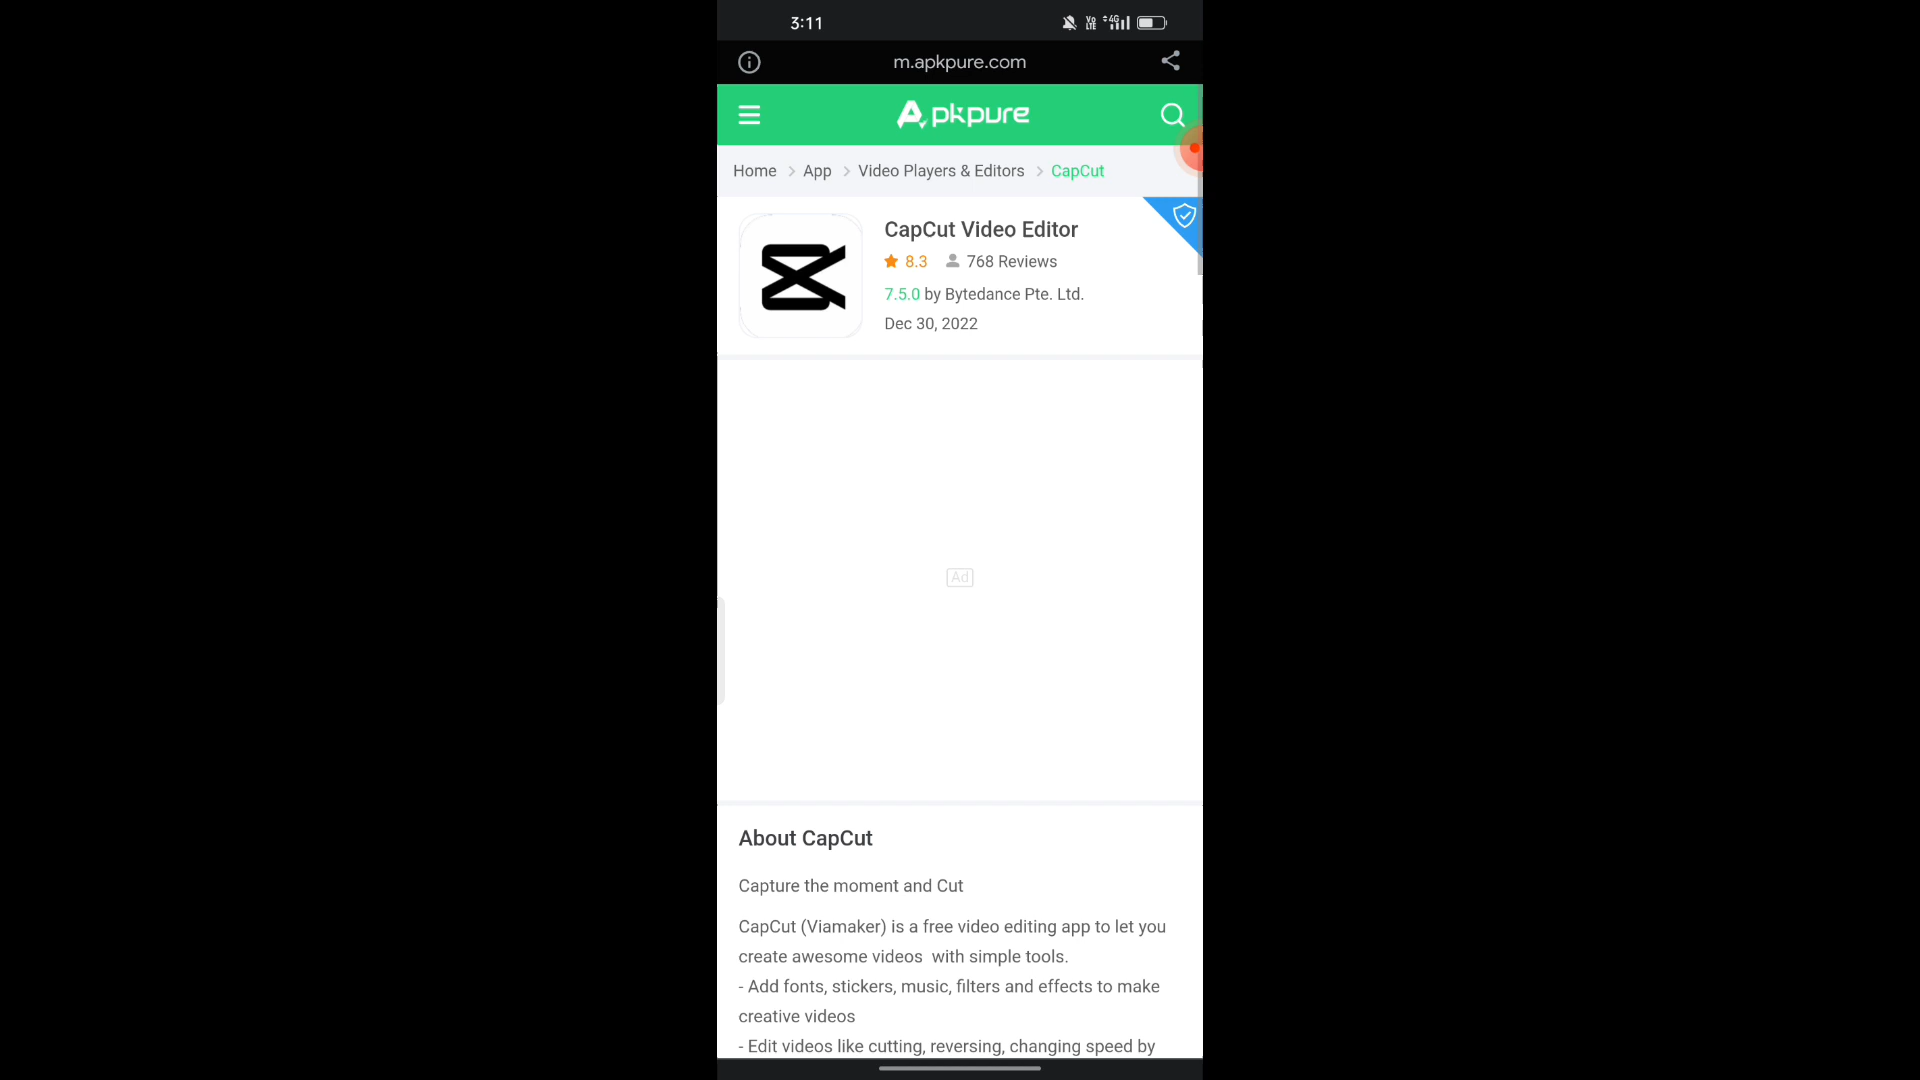 3:11
Vo LTE 4G
m.apkpure.com
Apkpure
Home > App > Video Players & Editors > CapCut
CapCut Video Editor
8.3 768 Reviews
7.5.0 by Bytedance Pte. Ltd.
Dec 30, 2022
Ad
About CapCut
Capture the moment and Cut
CapCut (Viamaker) is a free video editing app to let you
create awesome videos with simple tools.
- Add fonts, stickers, music, filters and effects to make
creative videos
- Edit videos like cutting, reversing, changing speed by